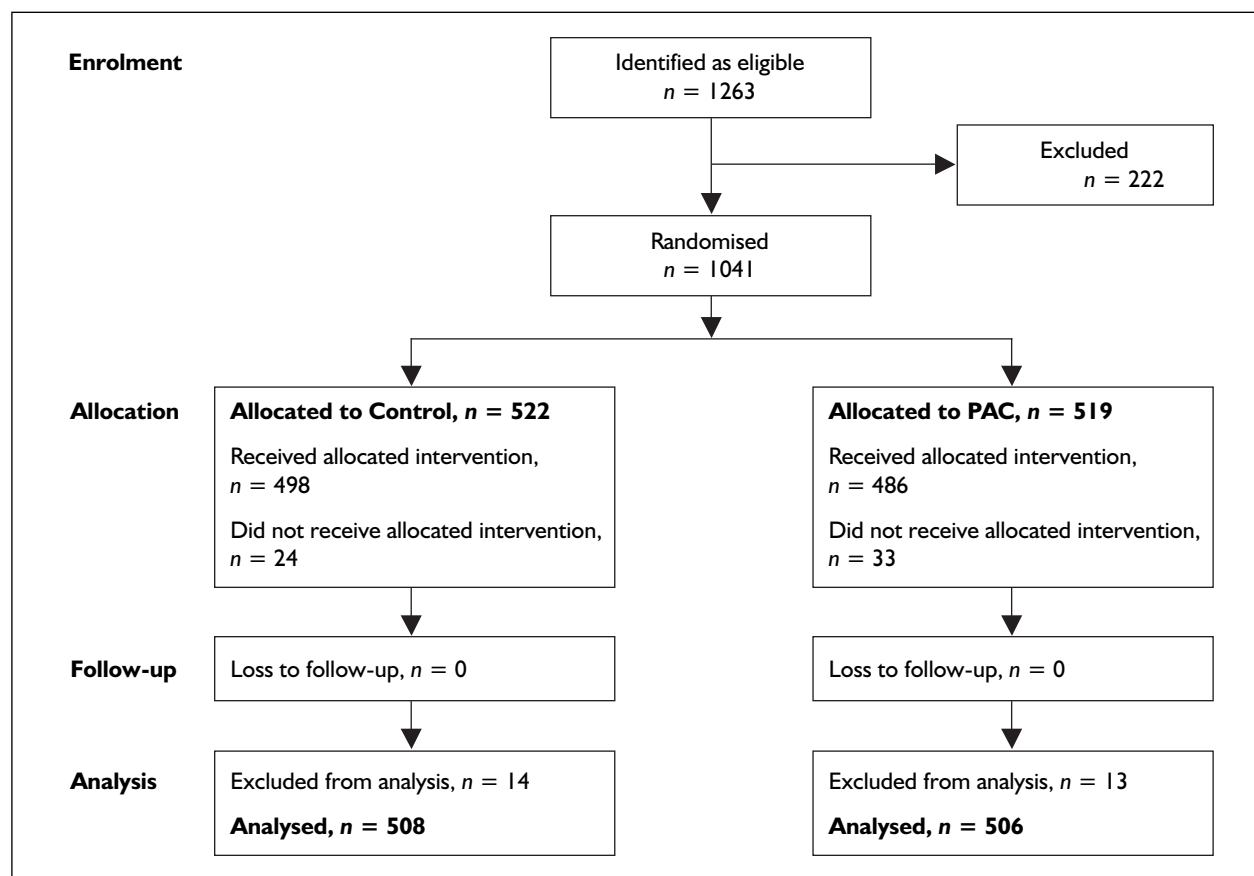 Enrolment
Identified as eligible
n = 1263
Excluded
n = 222
Randomised
n = 1041
Allocation
Allocated to Control, n = 522
Received allocated intervention,
n = 498
Did not receive allocated intervention,
n = 24
Allocated to PAC, n = 519
Received allocated intervention,
n = 486
Did not receive allocated intervention,
n = 33
Follow-up
Loss to follow-up, n = 0
Loss to follow-up, n = 0
Analysis
Excluded from analysis, n = 14
Analysed, n = 508
Excluded from analysis, n = 13
Analysed, n = 506